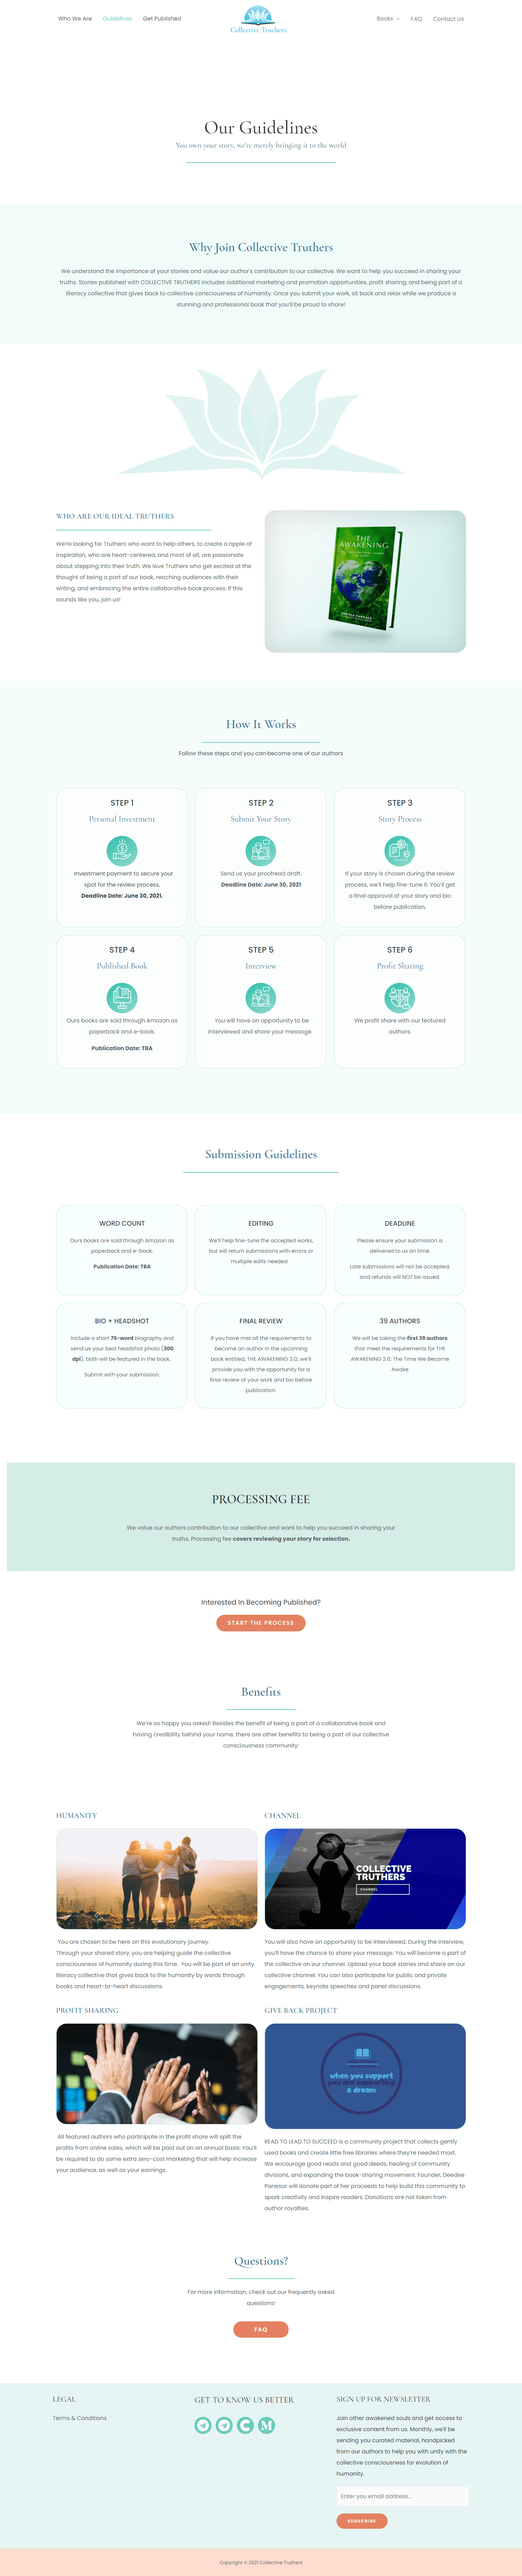 Who We Are
Guidelines
Get Published
Collective Truthers
Books
FAQ
Contact Us
Our Guidelines
You own your story, we're merely bringing it to the world
Why Join Collective Truthers
We understand the importance of your stories and value our author's contribution to our collective. We want to help you succeed in sharing your
truths. Stories published with COLLECTIVE TRUTHERS includes additional marketing and promotion opportunities, profit sharing, and being part of a
literacy collective that gives back to collective consciousness of humanity. Once you submit your work, sit back and relax while we produce a
stunning and professional book that you'll be proud to share!
WHO ARE OUR IDEAL TRUTHERS
We're looking for Truthers who want to help others, to create a ripple of
inspiration, who are heart-centered, and most of all, are passionate
about stepping into their truth. We love Truthers who get excited at the
thought of being a part of our book, reaching audiences with their
writing, and embracing the entire collaborative book process. If this
sounds like you, join us!
THE
AWAKENING
How It Works
Follow these steps and you can become one of our authors
STEP 1
Personal Investment
Investment payment to secure your
spot for the review process.
Deadline Date: June 30, 2021.
STEP 2
Submit Your Story
Send us your proofread draft.
Deadline Date: June 30, 2021
STEP 3
Story Process
If your story is chosen during the review
process, we'll help fine-tune it. You'll get
a final approval of your story and bio
before publication.
STEP 4
Published Book
Ours books are sold through Amazon as
paperback and e-book.
Publication Date: TBA
STEP 5
Interview
You will have an opportunity to be
interviewed and share your message.
STEP 6
Profit Sharing
We profit share with our featured
authors.
Submission Guidelines
WORD COUNT
Ours books are sold through Amazon as
paperback and e-book.
Publication Date: TBA
EDITING
We'll help fine-tune the accepted works,
but will return submissions with errors or
multiple edits needed.
DEADLINE
Please ensure your submission is
delivered to us on time.
Late submissions will not be accepted,
and refunds will NOT be issued.
BIO + HEADSHOT
Include a short 75-word biography and
send us your best headshot photo (300
dpi); both will be featured in the book.
Submit with your submission.
FINAL REVIEW
If you have met all the requirements to
become an author in the upcoming
book entitled, THE AWAKENING 2.O, we'll
provide you with the opportunity for a
final review of your work and bio before
publication.
39 AUTHORS
We will be taking the first 39 authors
that meet the requirements for THE
AWAKENING 2.0; The Time We Became
Awake
PROCESSING FEE
We value our authors contribution to our collective and want to help you succeed in sharing your
truths. Processing fee covers reviewing your story for selection.
Interested In Becoming Published?
START THE PROCESS
Benefits
We're so happy you asked! Besides the benefit of being a part of a collaborative book and
having credibility behind your name, there are other benefits to being a part of our collective
consciousness community:
HUMANITY
You are chosen to be here on this evolutionary journey.
Through your shared story, you are helping guide the collective
consciousness of humanity during this time. You will be part of an unity
literacy collective that gives back to the humanity by words through
books and heart-to-heart discussions.
CHANNEL
COLLECTIVE
TRUTHERS
CHANNEL
You will also have an opportunity to be interviewed. During the interview,
you'll have the chance to share your message. You will become a part of
the collective on our channel. Upload your book stories and share on our
collective channel. You can also participate for public and private
engagements, keynote speeches and panel discussions.
PROFIT SHARING
All featured authors who participate in the profit share will split the
profits from online sales, which will be paid out on an annual basis. You'll
be required to do some extra zero-cost marketing that will help increase
your audience, as well as your earnings.
GIVE BACK PROJECT
when you support
you are supporting
a dream
READ TO LEAD TO SUCCEED is a community project that collects gently
used books and create little free libraries where they're needed most.
We encourage good reads and good deeds, healing of community
divisions, and expanding the book-sharing movement. Founder, Deedee
Panesar will donate part of her proceeds to help build this community to
spark creativity and inspire readers. Donations are not taken from
author royalties.
Questions?
For more information, check out our frequently asked
questions!
FAQ
LEGAL
Terms & Conditions
GET TO KNOW US BETTER
SIGN UP FOR NEWSLETTER
Join other awakened souls and get access to
exclusive content from us. Monthly, we'll be
sending you curated material, handpicked
from our authors to help you with unify with the
collective consciousness for evolution of
humanity.
Enter you email address...
SUBSCRIBE
Copyright © 2021 Collective Truthers